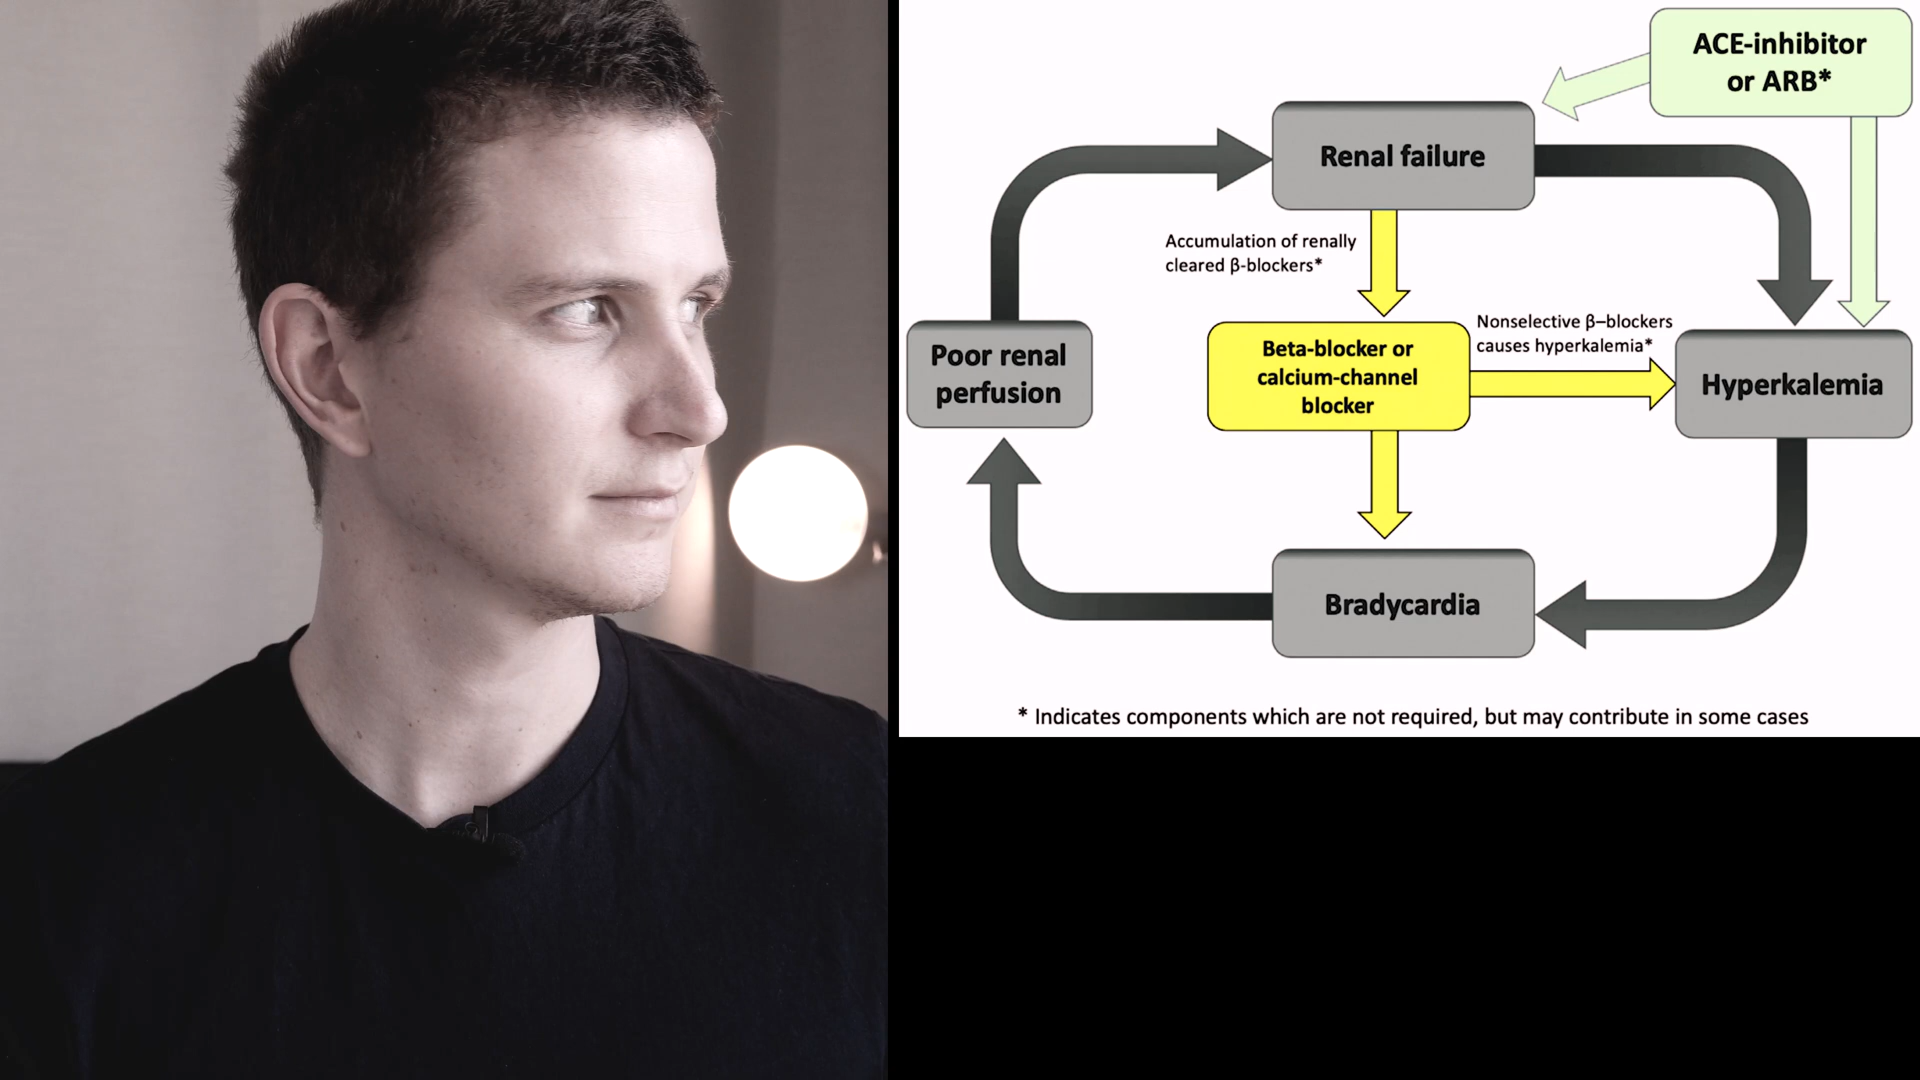 ACE-inhibitor
or ARB*
Renal failure
Accumulation of renally
cleared β-blockers*
Nonselective β–blockers
causes hyperkalemia*
Poor renal
perfusion
Beta-blocker or
calcium-channel
blocker
Hyperkalemia
Bradycardia
* Indicates components which are not required, but may contribute in some cases